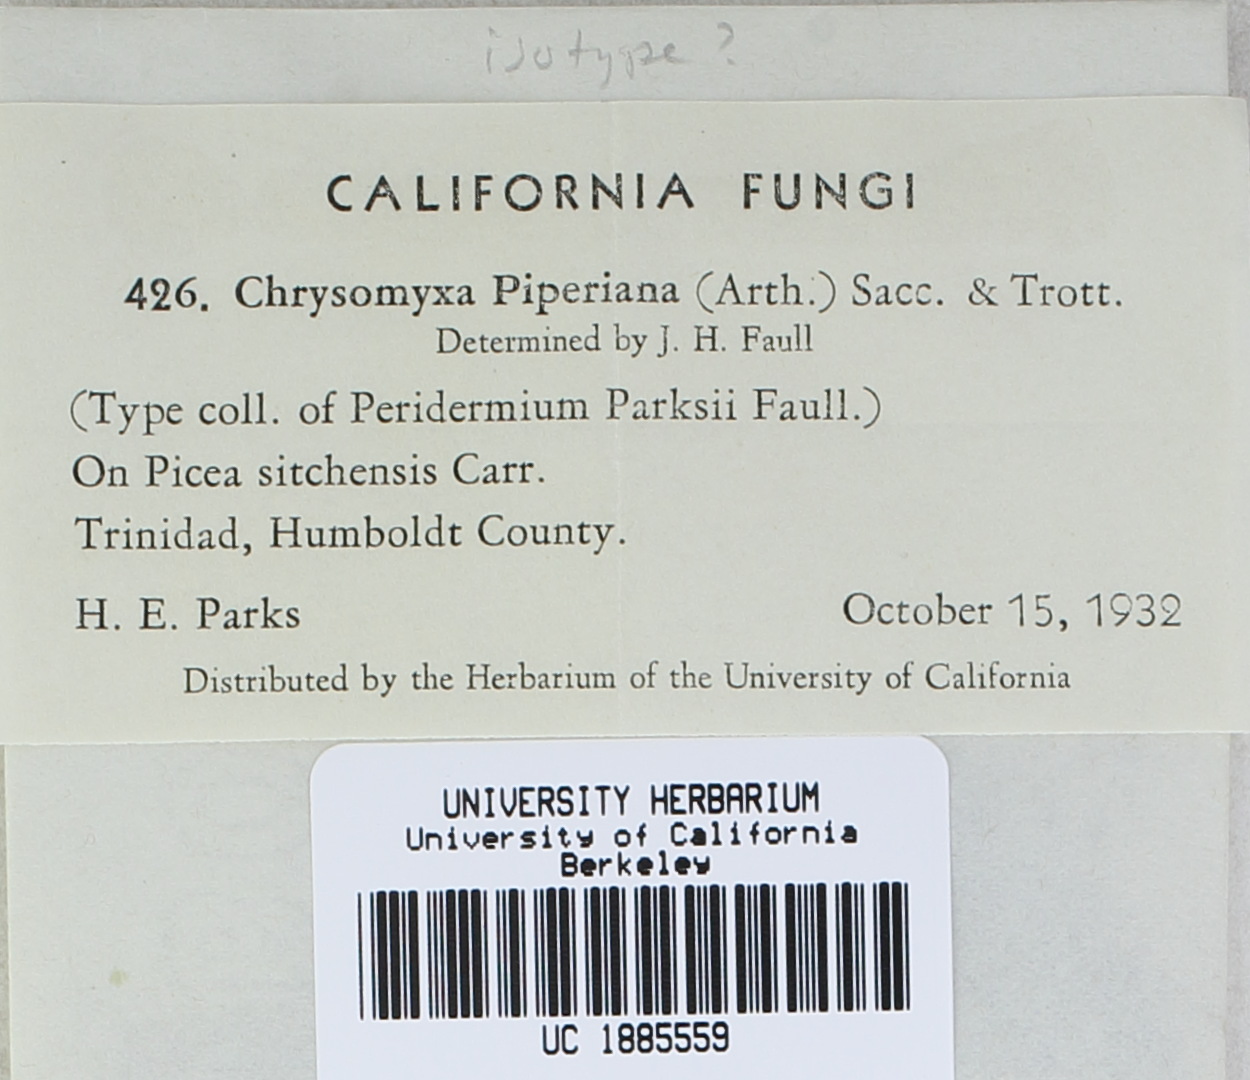 isotype ?
CALIFORNIA FUNGI
426. Chrysomyxa Piperiana (Arth.) Sacc. & Trott.
Determined by J. H. Faull
(Type coll. of Peridermium Parksii Faull.)
On Picea sitchensis Carr.
Trinidad, Humboldt County.
H. E. Parks October 15, 1932
Distributed by the Herbarium of the University of California
UNIVERSITY HERBARIUM
University of California
Berkeley
UC 1885559